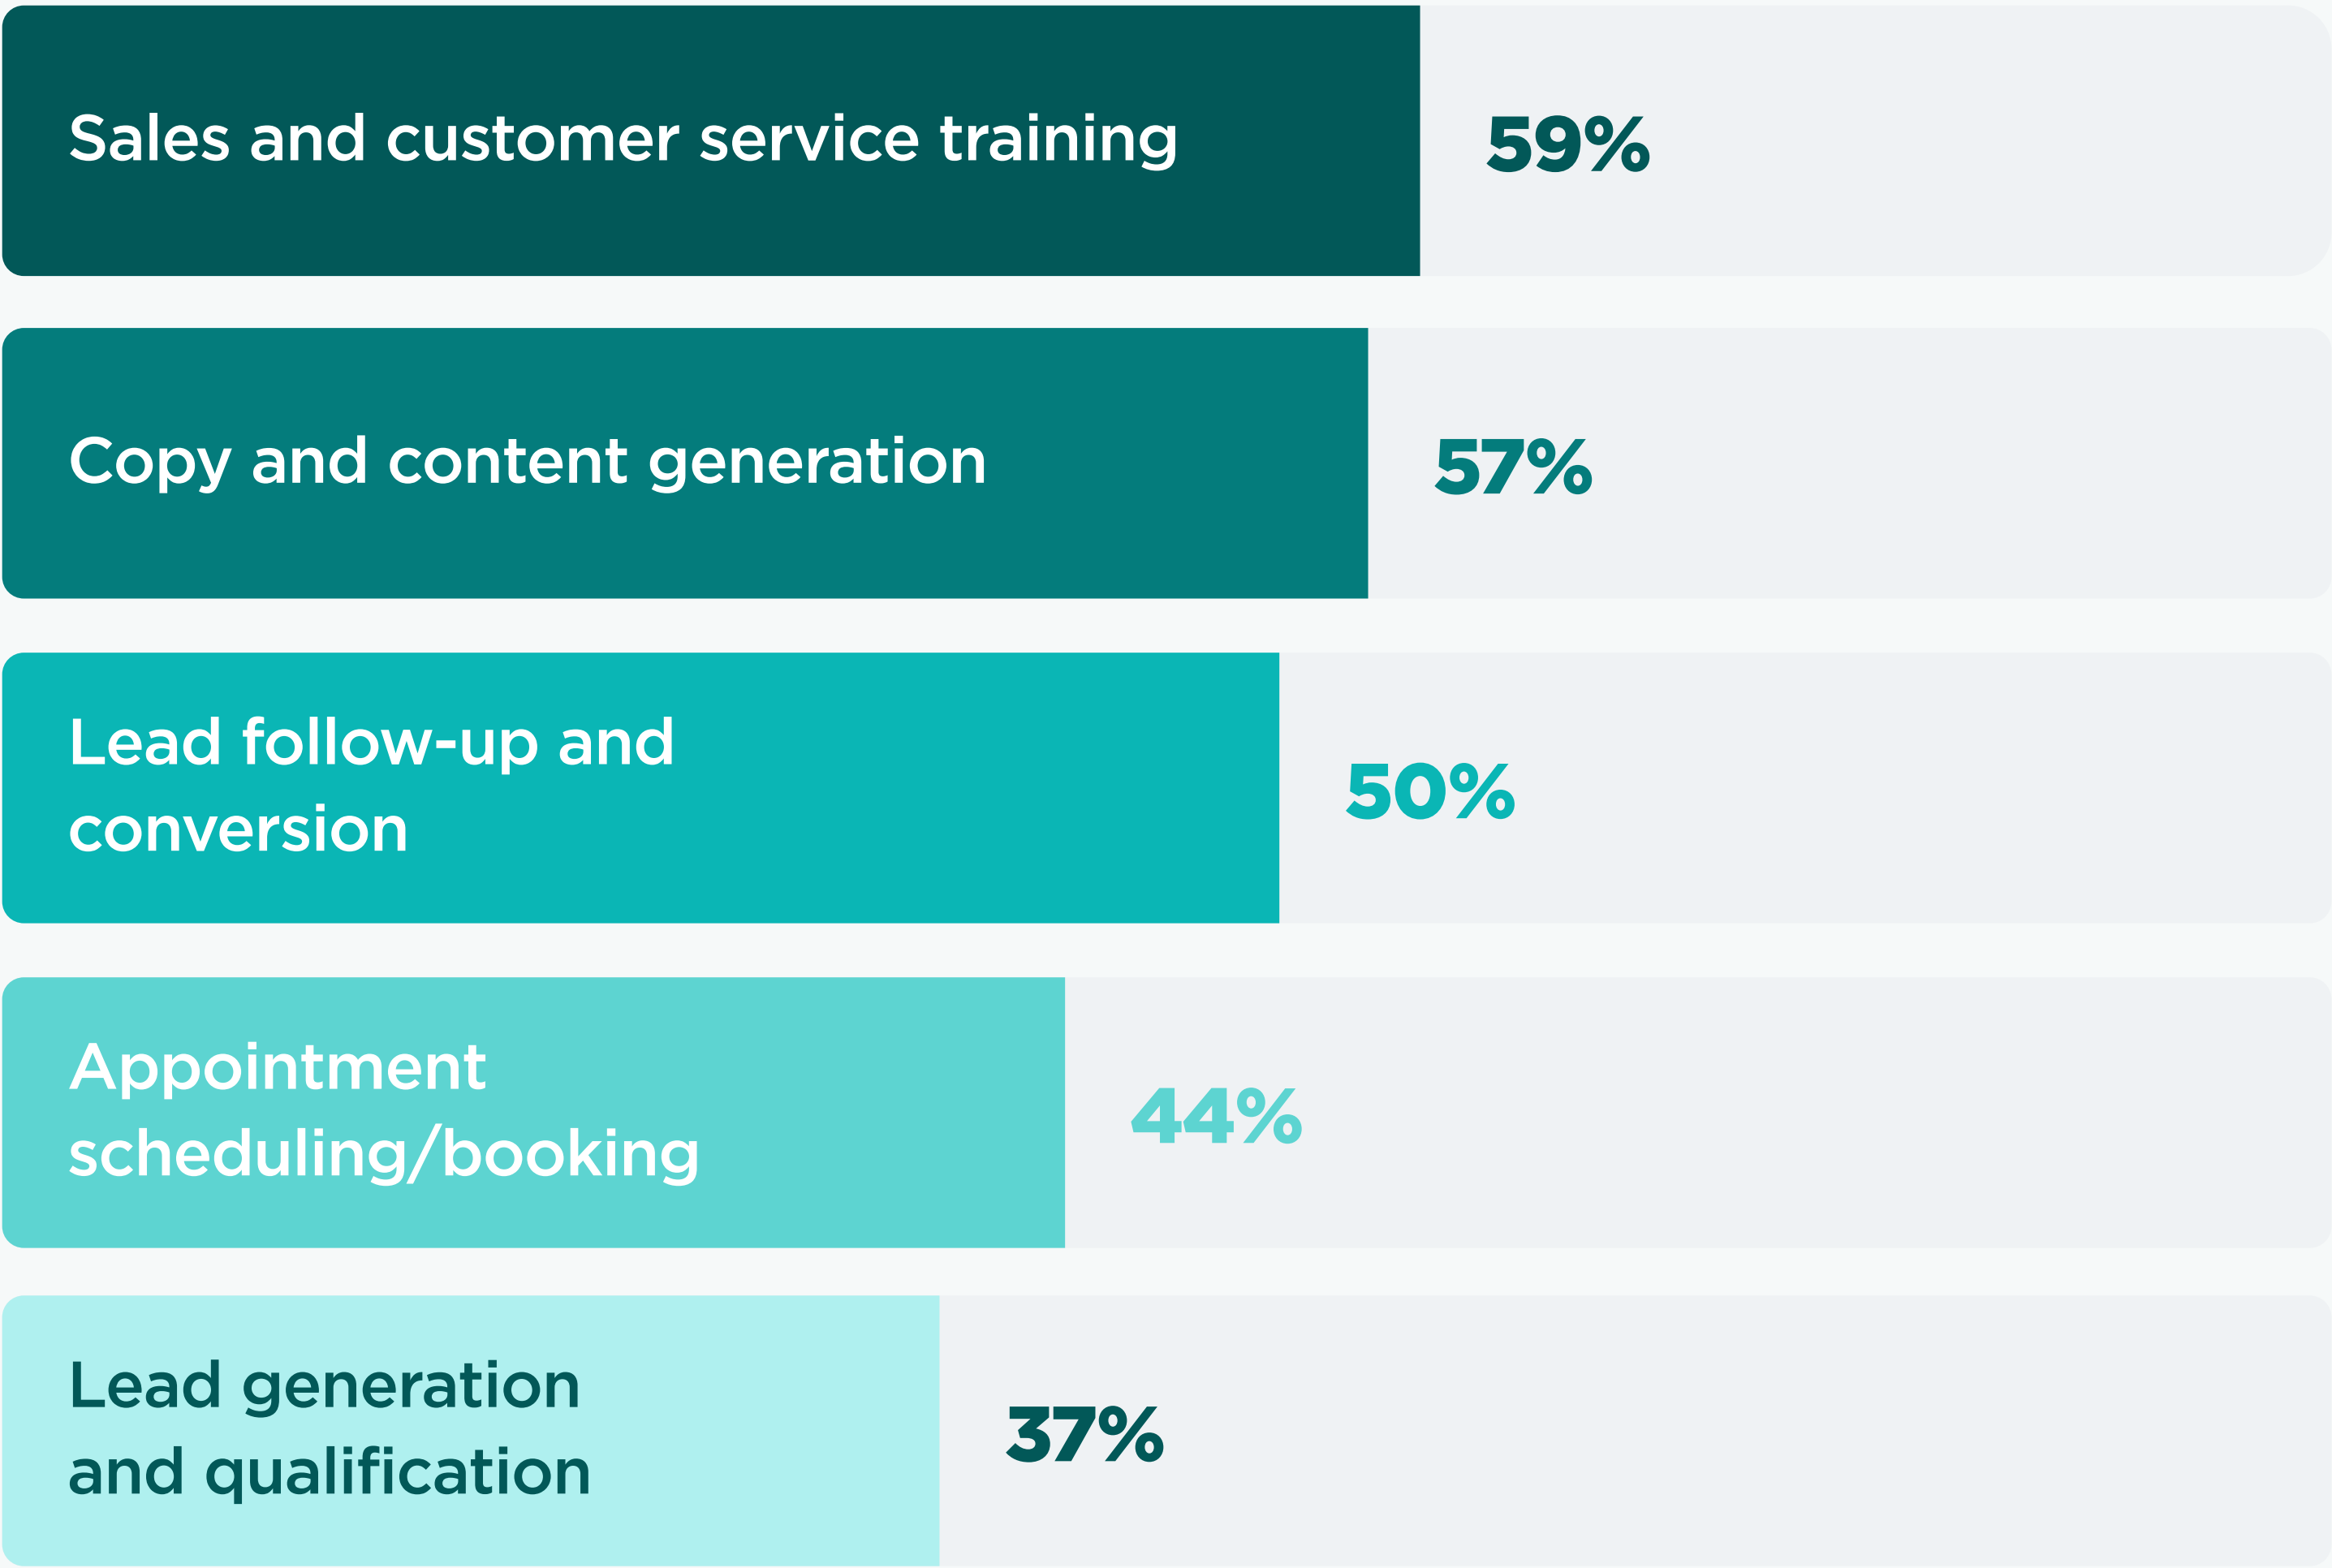 Sales and customer service training
59%
Copy and content generation
57%
Lead follow-up and
conversion
50%
Appointment
scheduling/booking
44%
Lead generation
and qualification
37%